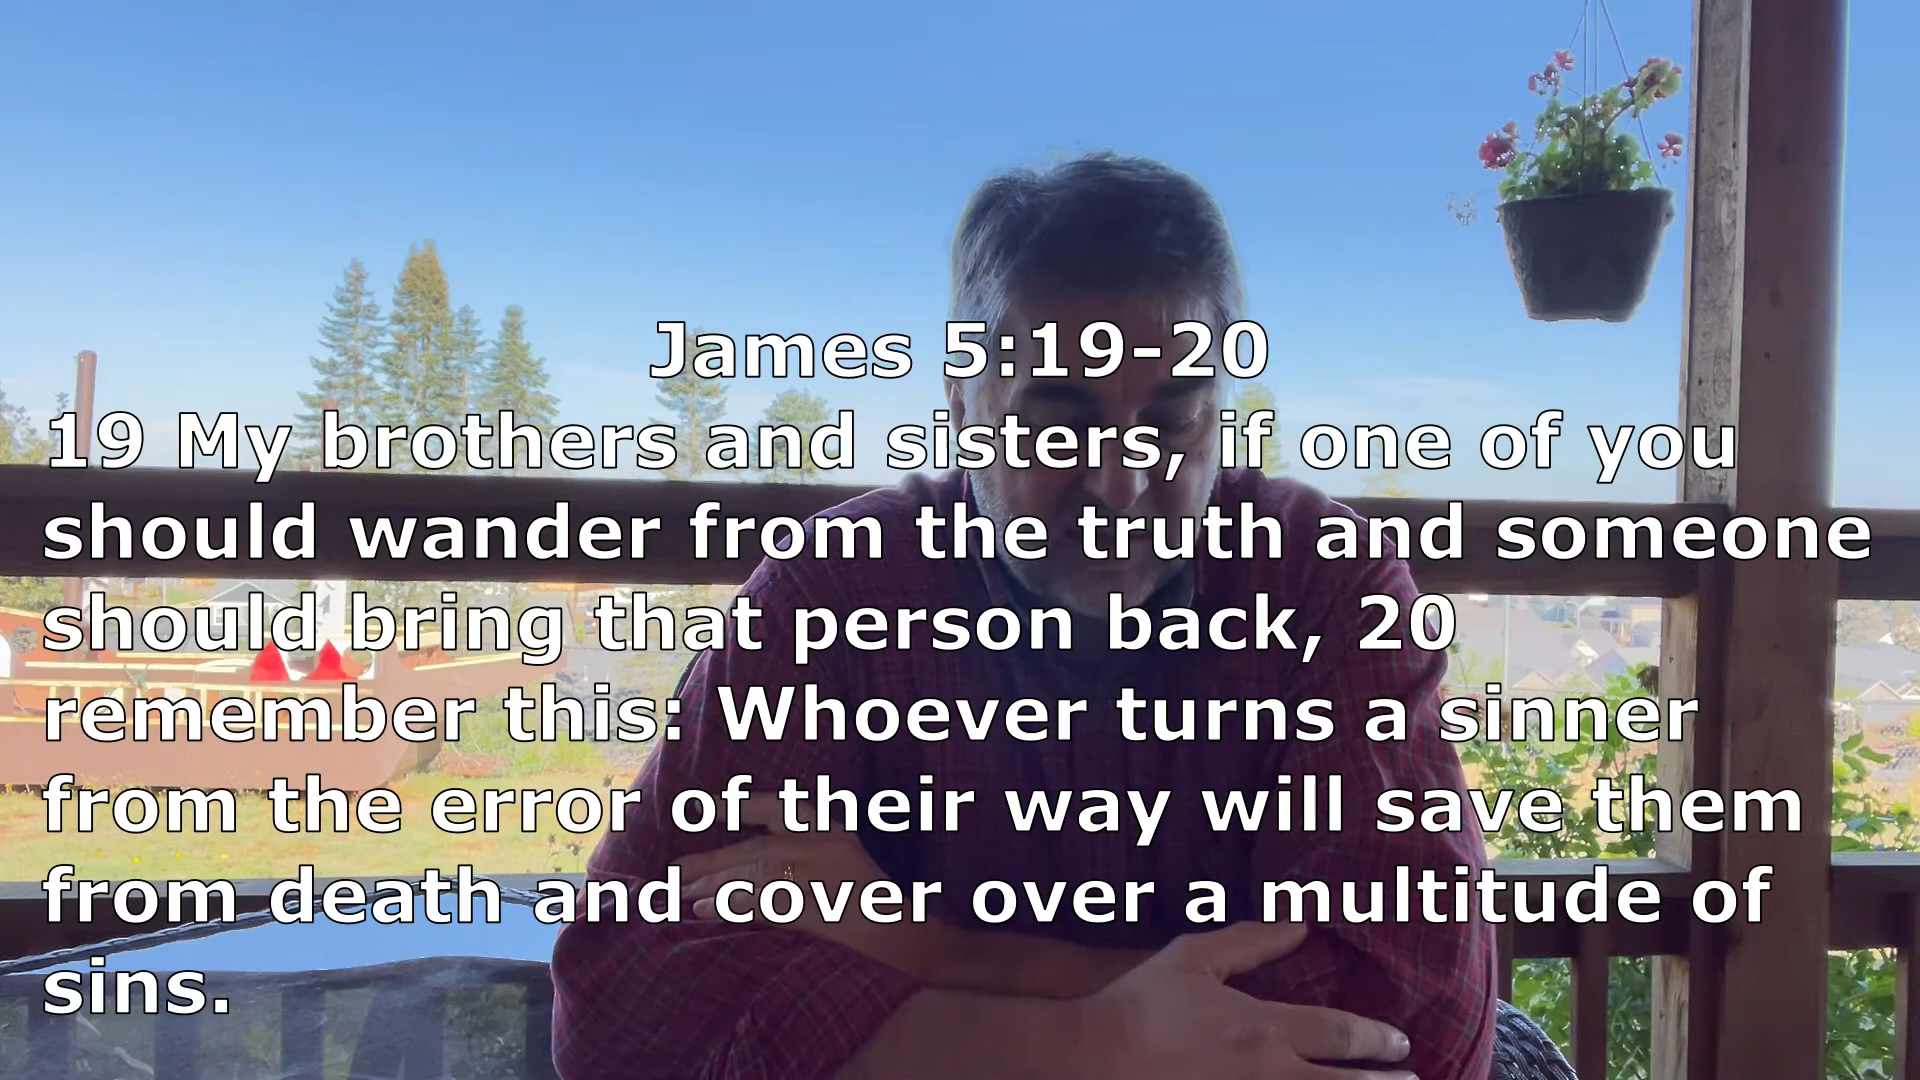 James 5:19-20
19 My brothers and sisters, if one of you
should wander from the truth and someone
should bring that person back, 20
remember this: Whoever turns a sinner
from the error of their way will save them
from death and cover over a multitude of
sins.